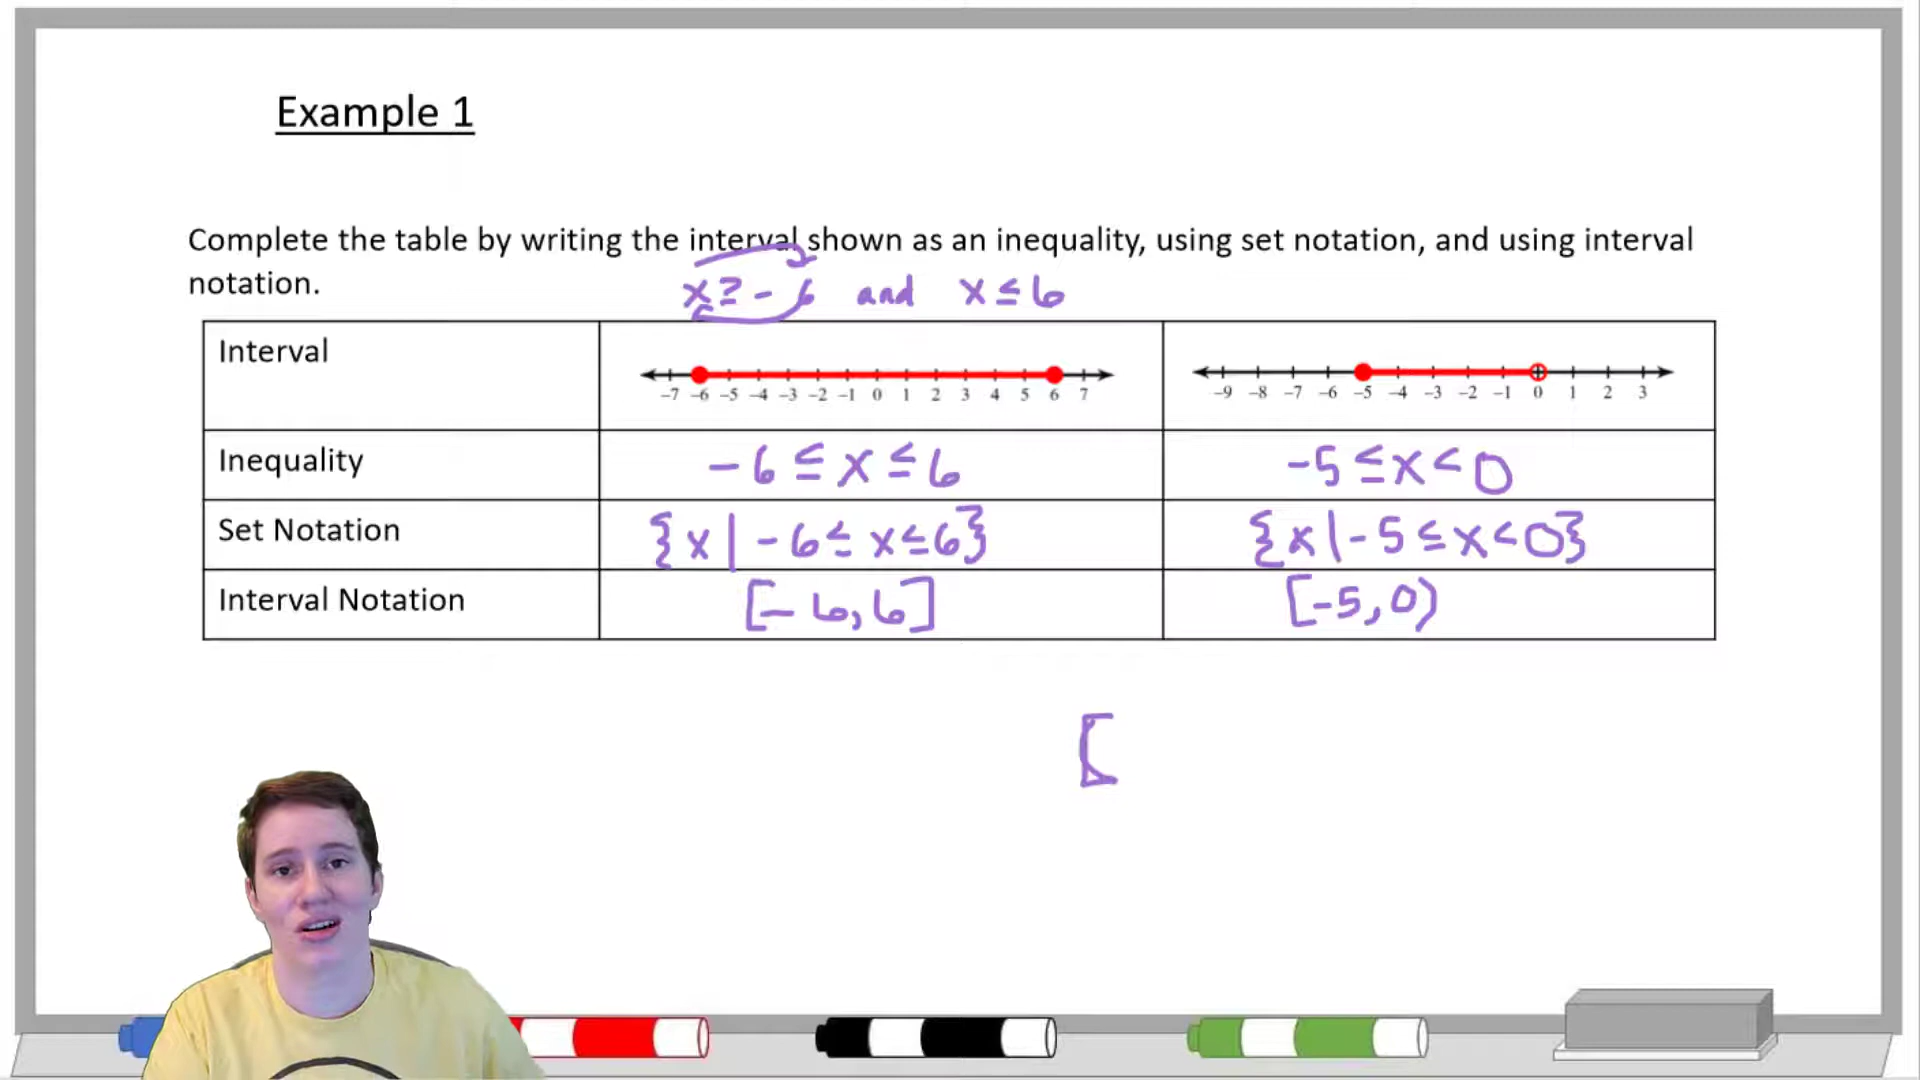 Example 1
Complete the table by writing the interval shown as an inequality, using set notation, and using interval
notation.
x ≥ - 6 and x ≤ 6
Interval
-7 -6 -5 -4 -3 -2 -1 0 1 2 3 4 5 6 7
-9 -8 -7 -6 -5 -4 -3 -2 -1 0 1 2 3
Inequality
-6 ≤ x ≤ 6
-5 ≤ x < 0
Set Notation
{x | -6 ≤ x ≤ 6}
{x | -5 ≤ x < 0}
Interval Notation
[-6, 6]
[-5, 0)
[